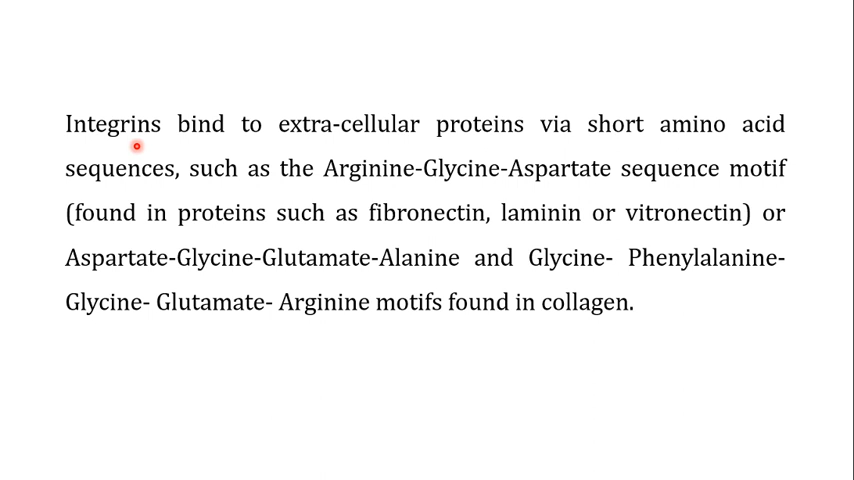 Integrins bind to extra-cellular proteins via short amino acid
sequences, such as the Arginine-Glycine-Aspartate sequence motif
(found in proteins such as fibronectin, laminin or vitronectin) or
Aspartate-Glycine-Glutamate-Alanine and Glycine- Phenylalanine-
Glycine- Glutamate- Arginine motifs found in collagen.